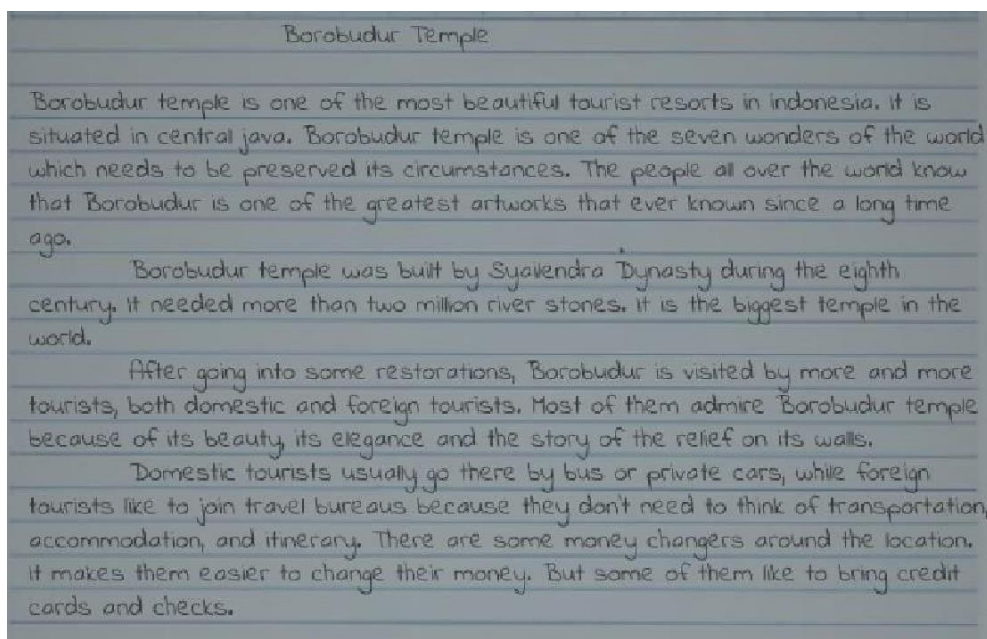 Borobudur Temple
Borobudur temple is one of the most beautiful tourist resorts in indonesia. it is
situated in central java. Borobudur temple is one of the seven wonders of the world
which needs to be preserved its circumstances. The people all over the world know
that Borobudur is one of the greatest artworks that ever known since a long time
ago.
Borobudur temple was built by Syailendra Dynasty during the eighth
century. it needed more than two million river stones. it is the biggest temple in the
world.
After going into some restorations, Borobudur is visited by more and more
tourists, both domestic and foreign tourists. Most of them admire Borobudur temple
because of its beauty, its elegance and the story of the relief on its walls.
Domestic tourists usually go there by bus or private cars, while foreign
tourists like to join travel bureaus because they don't need to think of transportation,
accommodation, and itinerary. There are some money changers around the location.
it makes them easier to change their money. But some of them like to bring credit
cards and checks.